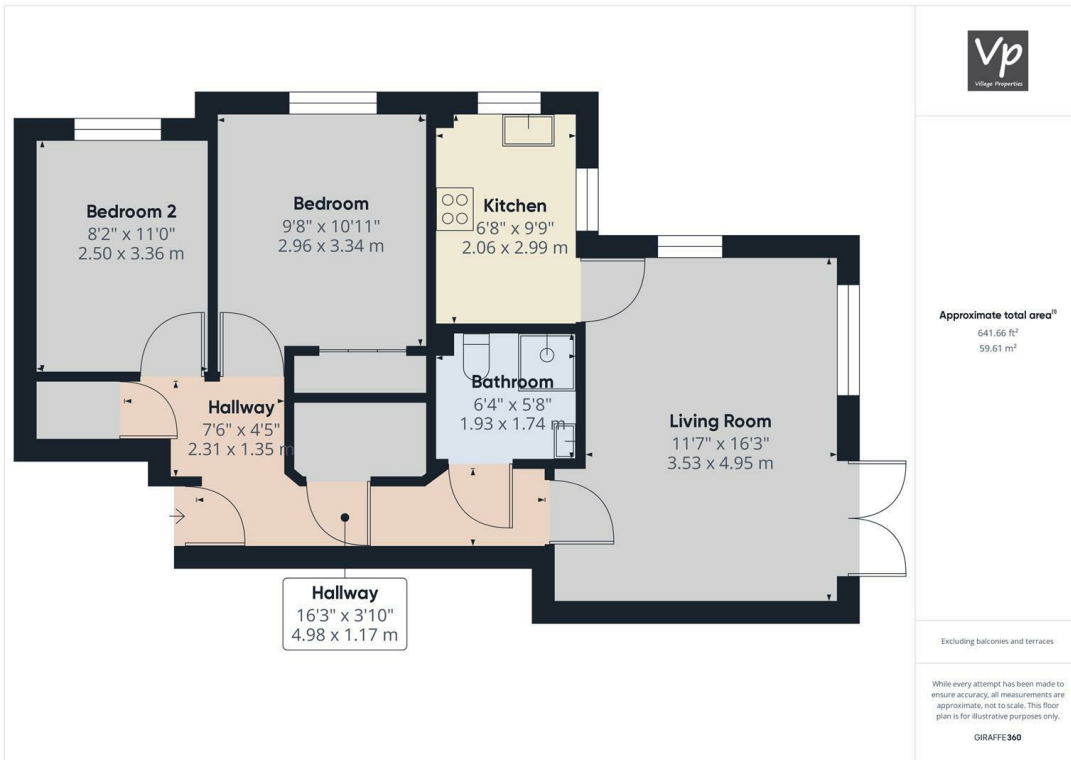 Vp
Village Properties
Bedroom 2
8'2" x 11'0"
2.50 x 3.36 m
Bedroom
9'8" x 10'11"
2.96 x 3.34 m
Kitchen
6'8" x 9'9"
2.06 x 2.99 m
Bathroom
6'4" x 5'8"
1.93 x 1.74 m
Hallway
7'6" x 4'5"
2.31 x 1.35 m
Living Room
11'7" x 16'3"
3.53 x 4.95 m
Hallway
16'3" x 3'10"
4.98 x 1.17 m
Approximate total area
641.66 ft²
59.61 m²
Excluding balconies and terraces
While every attempt has been made to
ensure accuracy, all measurements are
approximate, not to scale. This floor
plan is for illustrative purposes only.
GIRAFFE360